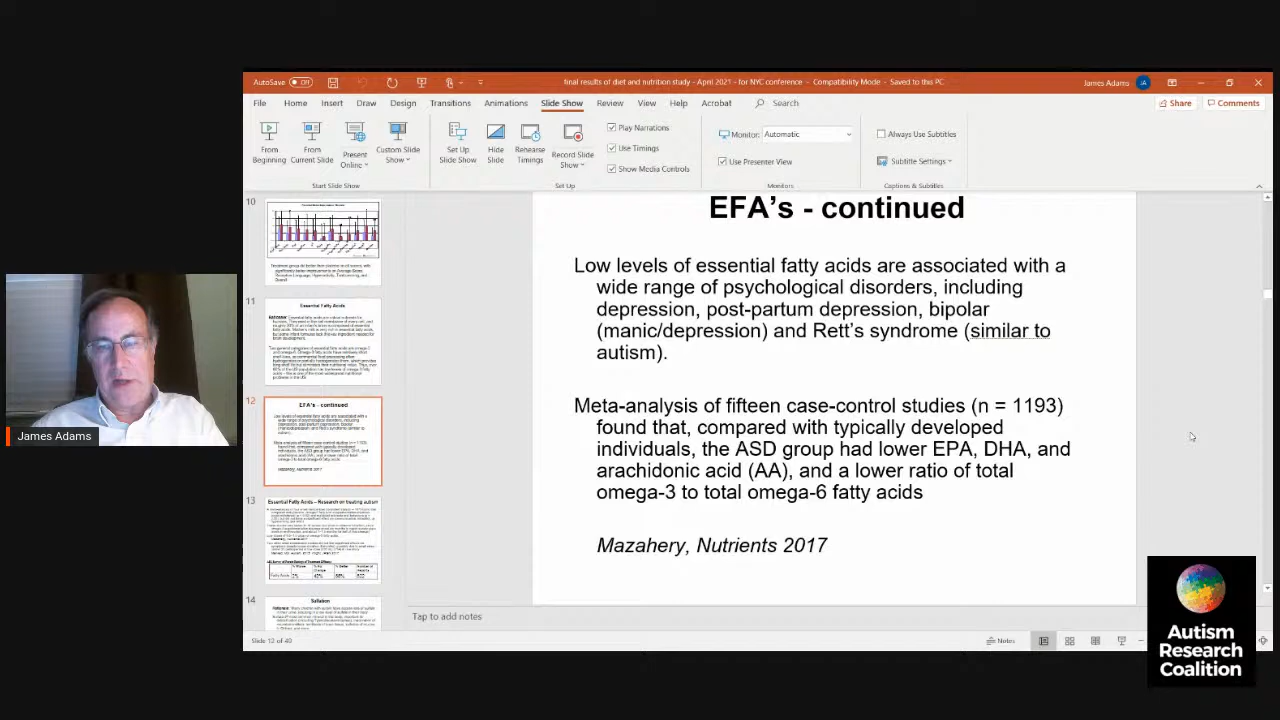 AutoSave Off
final results of diet and nutrition study - April 2021 - for NYC conference - Compatibility Mode - Saved to this PC
James Adams JA
File Home Insert Draw Design Transitions Animations Slide Show Review View Help Acrobat Search
Share Comments
From Beginning
From Current Slide
Present Online
Custom Slide Show
Set Up Slide Show
Hide Slide
Rehearse Timings
Record Slide Show
Play Narrations
Use Timings
Show Media Controls
Monitor: Automatic
Use Presenter View
Always Use Subtitles
Subtitle Settings
Start Slide Show
Set Up
Monitors
Captions & Subtitles
10
11
Essential Fatty Acids
12
EFA's - continued
13
Essential Fatty Acids – Research on treating autism
14
Sulfation
EFA's - continued
Low levels of essential fatty acids are associated with a
wide range of psychological disorders, including
depression, post-partum depression, bipolar
(manic/depression) and Rett's syndrome (similar to
autism).
Meta-analysis of fifteen case-control studies (n = 1193)
found that, compared with typically developed
individuals, the ASD group had lower EPA, DHA, and
arachidonic acid (AA), and a lower ratio of total
omega-3 to total omega-6 fatty acids
Mazahery, Nutrients 2017
Tap to add notes
Slide 12 of 40
Notes
James Adams
Autism
Research
Coalition